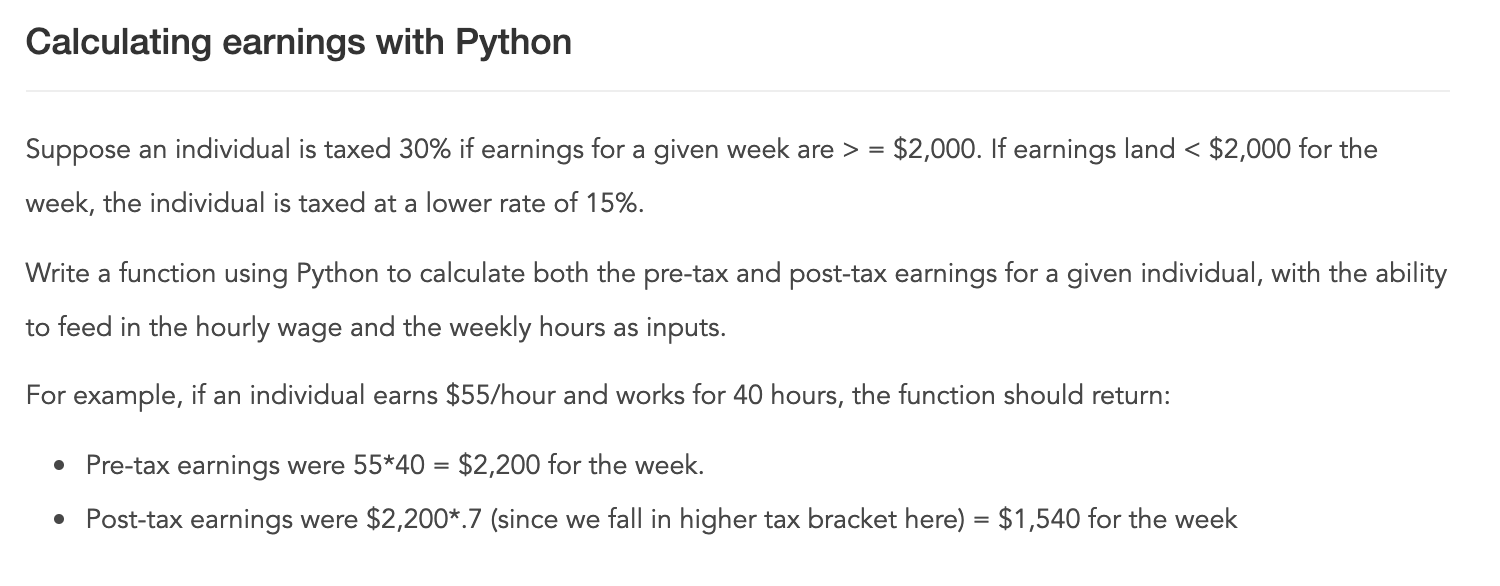 Calculating earnings with Python
Suppose an individual is taxed 30% if earnings for a given week are > = $2,000. If earnings land < $2,000 for the
week, the individual is taxed at a lower rate of 15%.
Write a function using Python to calculate both the pre-tax and post-tax earnings for a given individual, with the ability
to feed in the hourly wage and the weekly hours as inputs.
For example, if an individual earns $55/hour and works for 40 hours, the function should return:
• Pre-tax earnings were 55*40 = $2,200 for the week.
• Post-tax earnings were $2,200*.7 (since we fall in higher tax bracket here) = $1,540 for the week